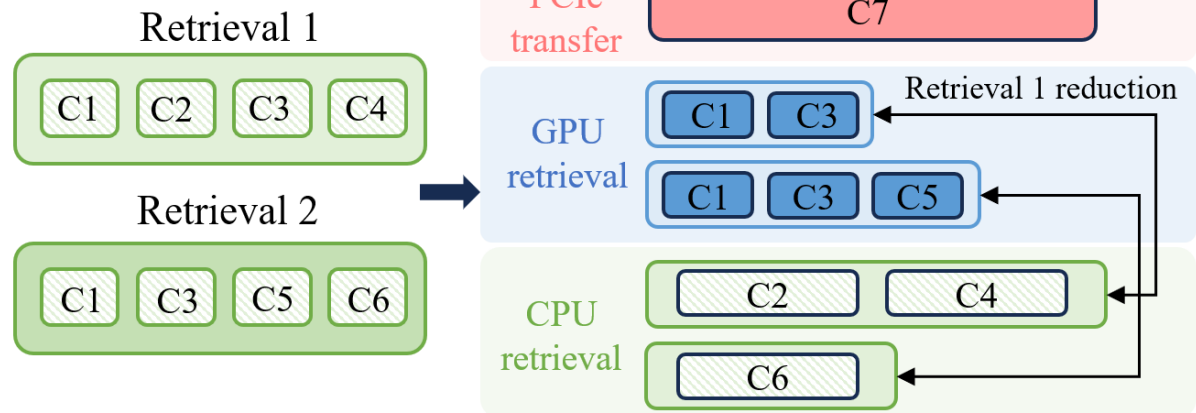 Retrieval 1
C1 C2 C3 C4
Retrieval 2
C1 C3 C5 C6
PCIe
transfer
C7
GPU
retrieval
C1 C3
Retrieval 1 reduction
C1 C3 C5
CPU
retrieval
C2 C4
C6